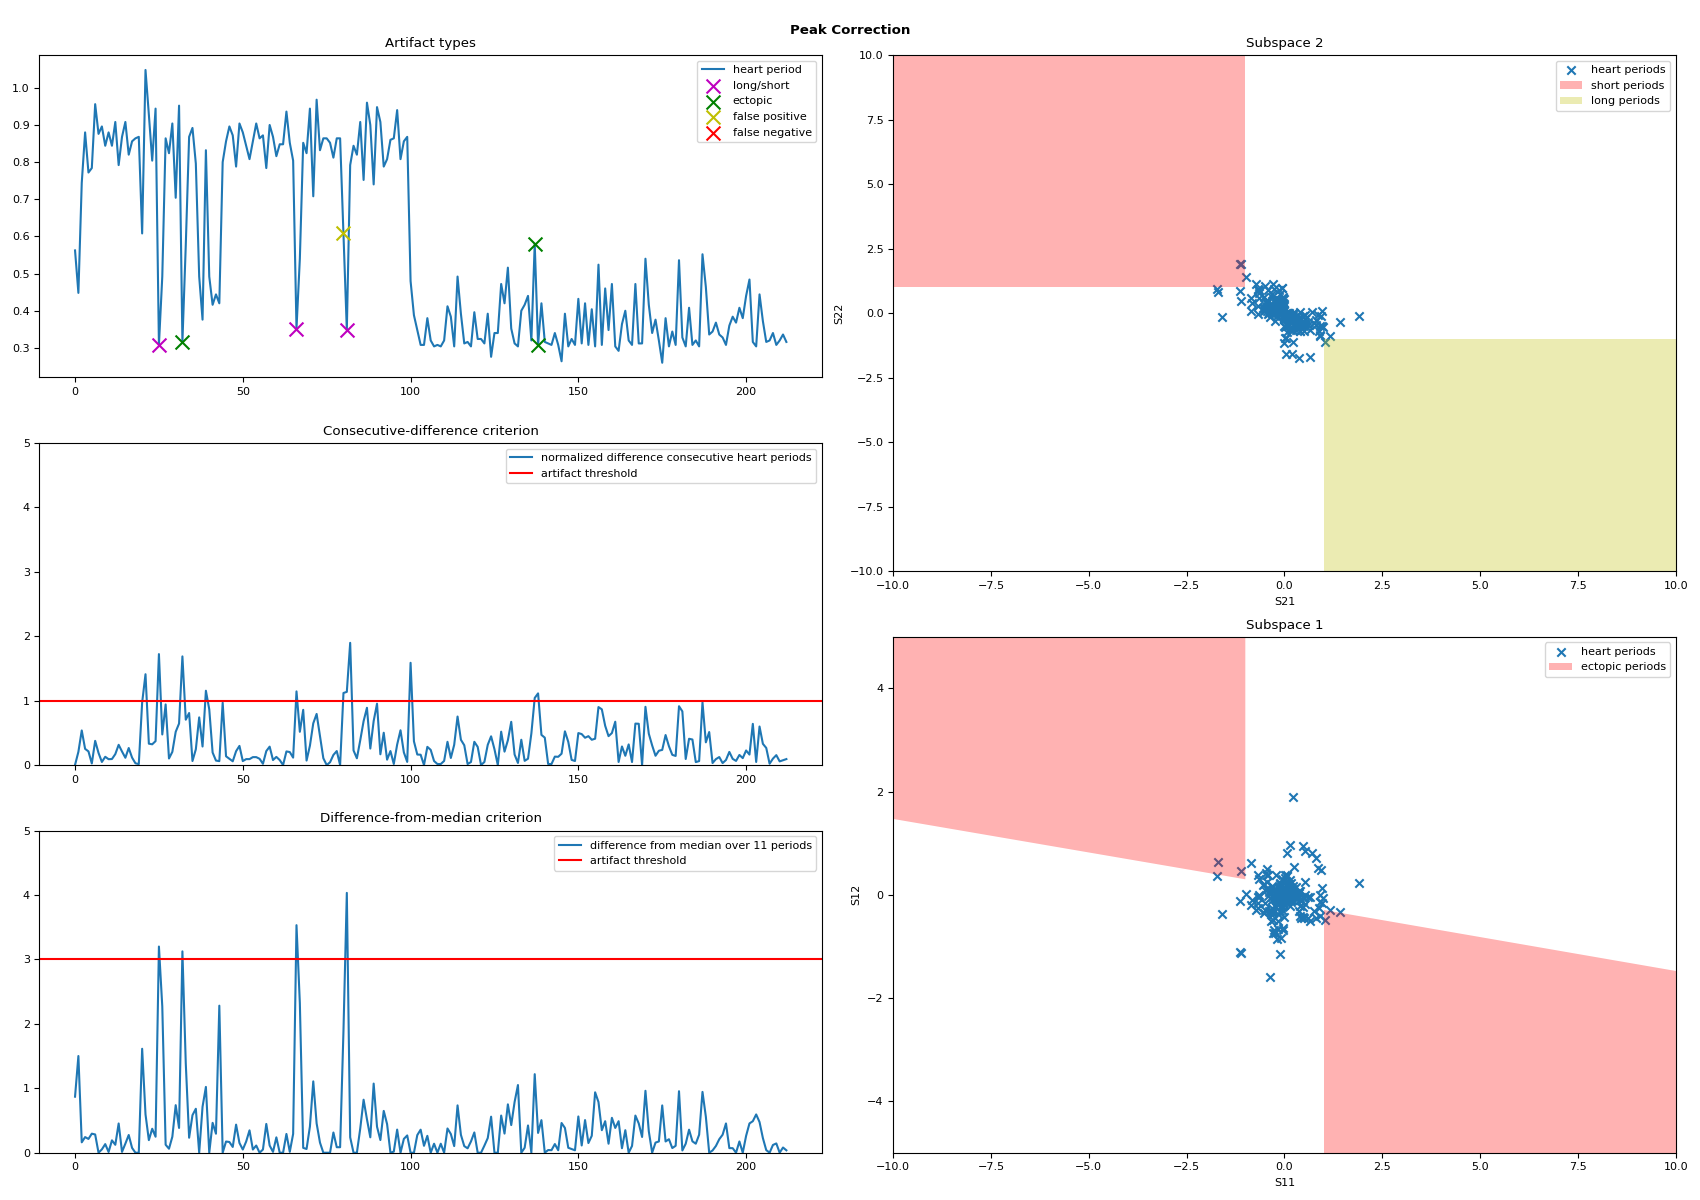 Peak Correction
Artifact types
heart period
long/short
ectopic
false positive
false negative
1.0
0.9
0.8
0.7
0.6
0.5
0.4
0.3
0 50 100 150 200
Consecutive-difference criterion
normalized difference consecutive heart periods
artifact threshold
5
4
3
2
1
0
0 50 100 150 200
Difference-from-median criterion
difference from median over 11 periods
artifact threshold
5
4
3
2
1
0
0 50 100 150 200
Subspace 2
heart periods
short periods
long periods
10.0
7.5
5.0
2.5
0.0
−2.5
−5.0
−7.5
−10.0
S22
−10.0 −7.5 −5.0 −2.5 0.0 2.5 5.0 7.5 10.0
S21
Subspace 1
heart periods
ectopic periods
4
2
0
−2
−4
S12
−10.0 −7.5 −5.0 −2.5 0.0 2.5 5.0 7.5 10.0
S11